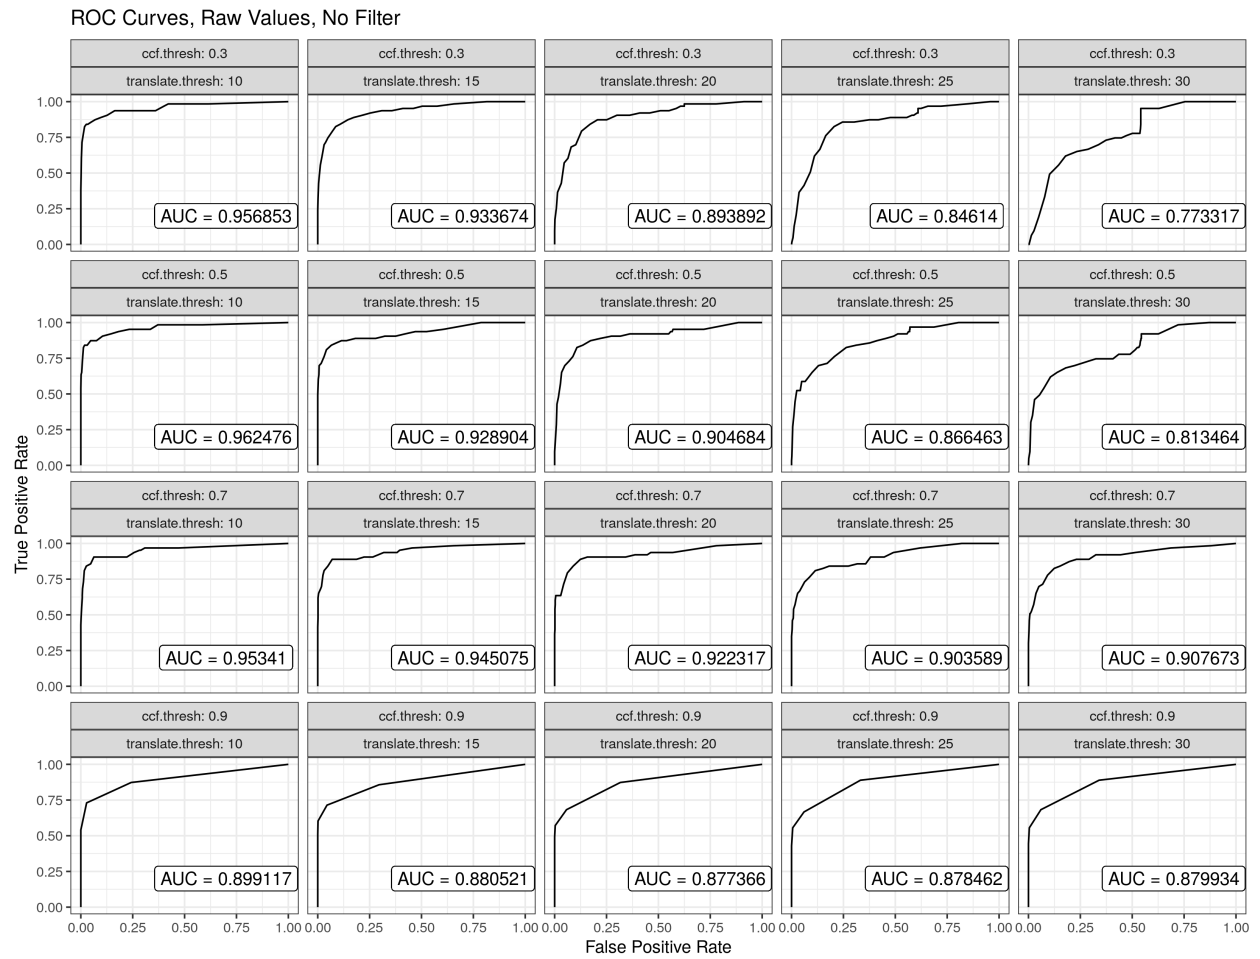 ROC Curves, Raw Values, No Filter
ccf.thresh: 0.3 ccf.thresh: 0.3 ccf.thresh: 0.3 ccf.thresh: 0.3 ccf.thresh: 0.3
translate.thresh: 10 translate.thresh: 15 translate.thresh: 20 translate.thresh: 25 translate.thresh: 30
1.00
0.75
0.50
0.25
0.00
AUC = 0.956853 AUC = 0.933674 AUC = 0.893892 AUC = 0.84614 AUC = 0.773317
ccf.thresh: 0.5 ccf.thresh: 0.5 ccf.thresh: 0.5 ccf.thresh: 0.5 ccf.thresh: 0.5
translate.thresh: 10 translate.thresh: 15 translate.thresh: 20 translate.thresh: 25 translate.thresh: 30
1.00
0.75
0.50
0.25
0.00
AUC = 0.962476 AUC = 0.928904 AUC = 0.904684 AUC = 0.866463 AUC = 0.813464
True Positive Rate
ccf.thresh: 0.7 ccf.thresh: 0.7 ccf.thresh: 0.7 ccf.thresh: 0.7 ccf.thresh: 0.7
translate.thresh: 10 translate.thresh: 15 translate.thresh: 20 translate.thresh: 25 translate.thresh: 30
1.00
0.75
0.50
0.25
0.00
AUC = 0.95341 AUC = 0.945075 AUC = 0.922317 AUC = 0.903589 AUC = 0.907673
ccf.thresh: 0.9 ccf.thresh: 0.9 ccf.thresh: 0.9 ccf.thresh: 0.9 ccf.thresh: 0.9
translate.thresh: 10 translate.thresh: 15 translate.thresh: 20 translate.thresh: 25 translate.thresh: 30
1.00
0.75
0.50
0.25
0.00
AUC = 0.899117 AUC = 0.880521 AUC = 0.877366 AUC = 0.878462 AUC = 0.879934
0.00 0.25 0.50 0.75 1.00 0.00 0.25 0.50 0.75 1.00 0.00 0.25 0.50 0.75 1.00 0.00 0.25 0.50 0.75 1.00 0.00 0.25 0.50 0.75 1.00
False Positive Rate